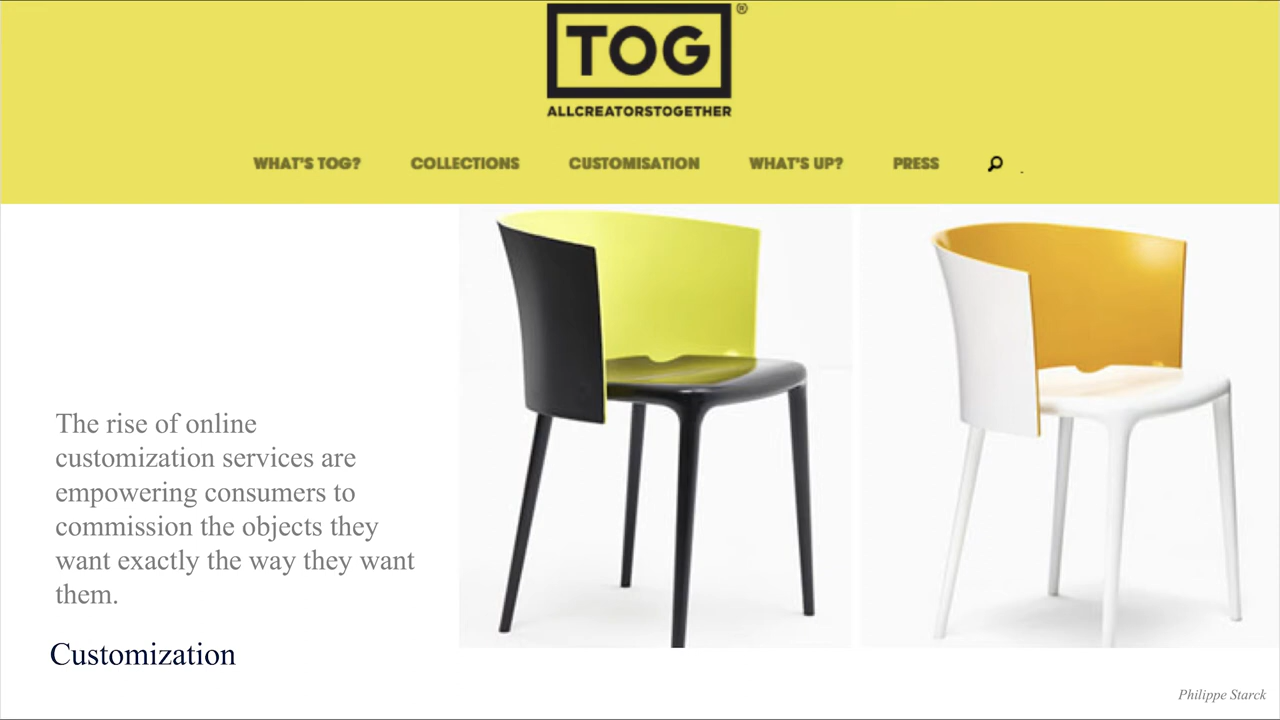 TOG®
ALLCREATORSTOGETHER
WHAT'S TOG? COLLECTIONS CUSTOMISATION WHAT'S UP? PRESS
The rise of online
customization services are
empowering consumers to
commission the objects they
want exactly the way they want
them.
Customization
Philippe Starck